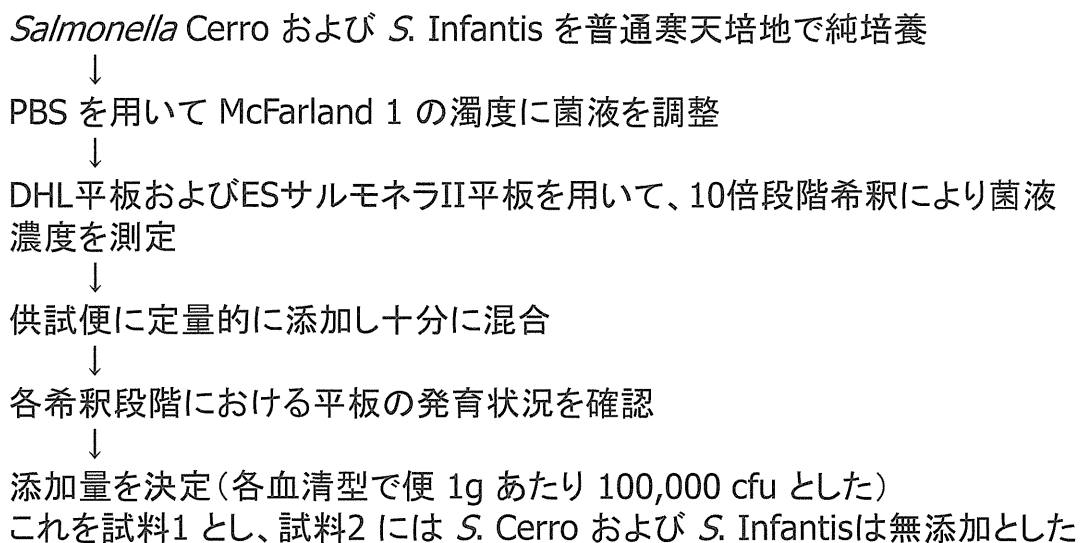 Salmonella Cerro および S. Infantis を普通寒天培地で純培養
↓
PBS を用いて McFarland 1 の濁度に菌液を調整
↓
DHL平板およびESサルモネラII平板を用いて、10倍段階希釈により菌液
濃度を測定
↓
供試便に定量的に添加し十分に混合
↓
各希釈段階における平板の発育状況を確認
↓
添加量を決定（各血清型で便 1g あたり 100,000 cfu とした）
これを試料1 とし、試料2 には S. Cerro および S. Infantisは無添加とした